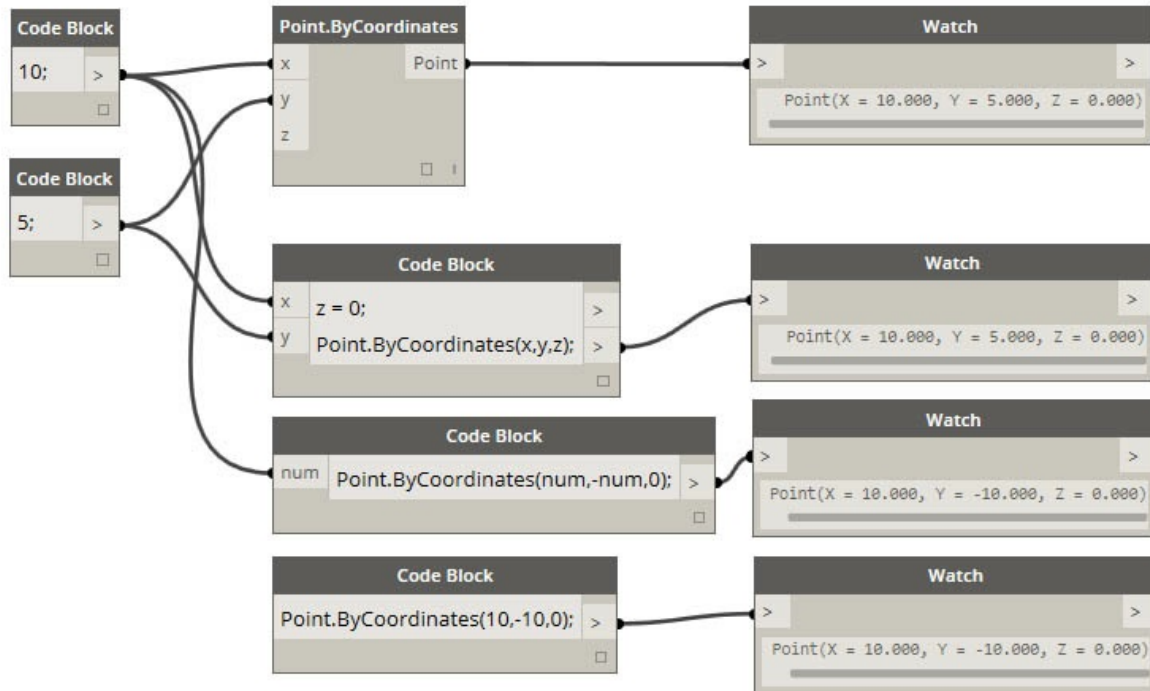 Code Block
10; >
Point.ByCoordinates
x Point
y
z
Watch
> >
Point(X = 10.000, Y = 5.000, Z = 0.000)
Code Block
5; >
Code Block
x z = 0; >
y Point.ByCoordinates(x,y,z); >
Watch
> >
Point(X = 10.000, Y = 5.000, Z = 0.000)
Code Block
num Point.ByCoordinates(num,-num,0); >
Watch
> >
Point(X = 10.000, Y = -10.000, Z = 0.000)
Code Block
Point.ByCoordinates(10,-10,0); >
Watch
> >
Point(X = 10.000, Y = -10.000, Z = 0.000)